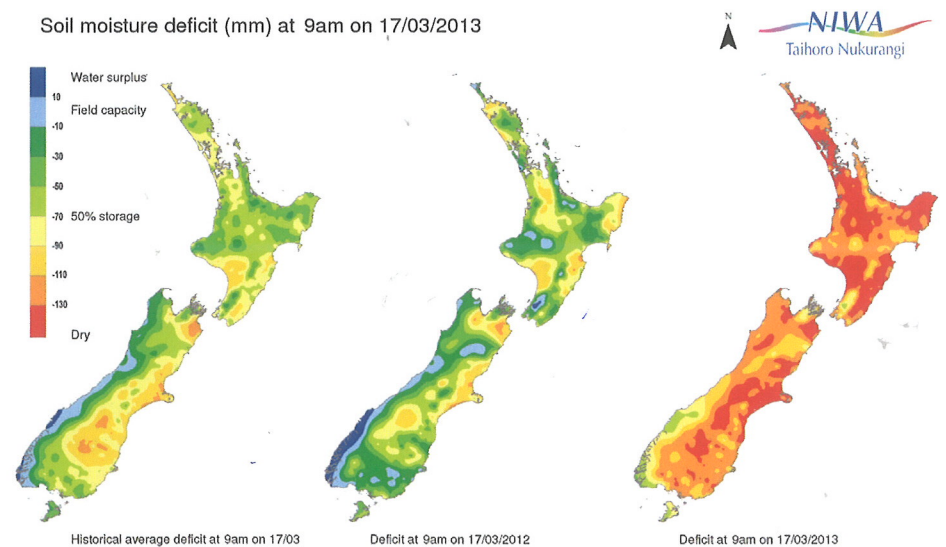 Soil moisture deficit (mm) at 9am on 17/03/2013
N
NIWA
Taihoro Nukurangi
Water surplus
10
Field capacity
-10
-30
-50
50% storage
-70
-90
-110
-130
Dry
Historical average deficit at 9am on 17/03
Deficit at 9am on 17/03/2012
Deficit at 9am on 17/03/2013